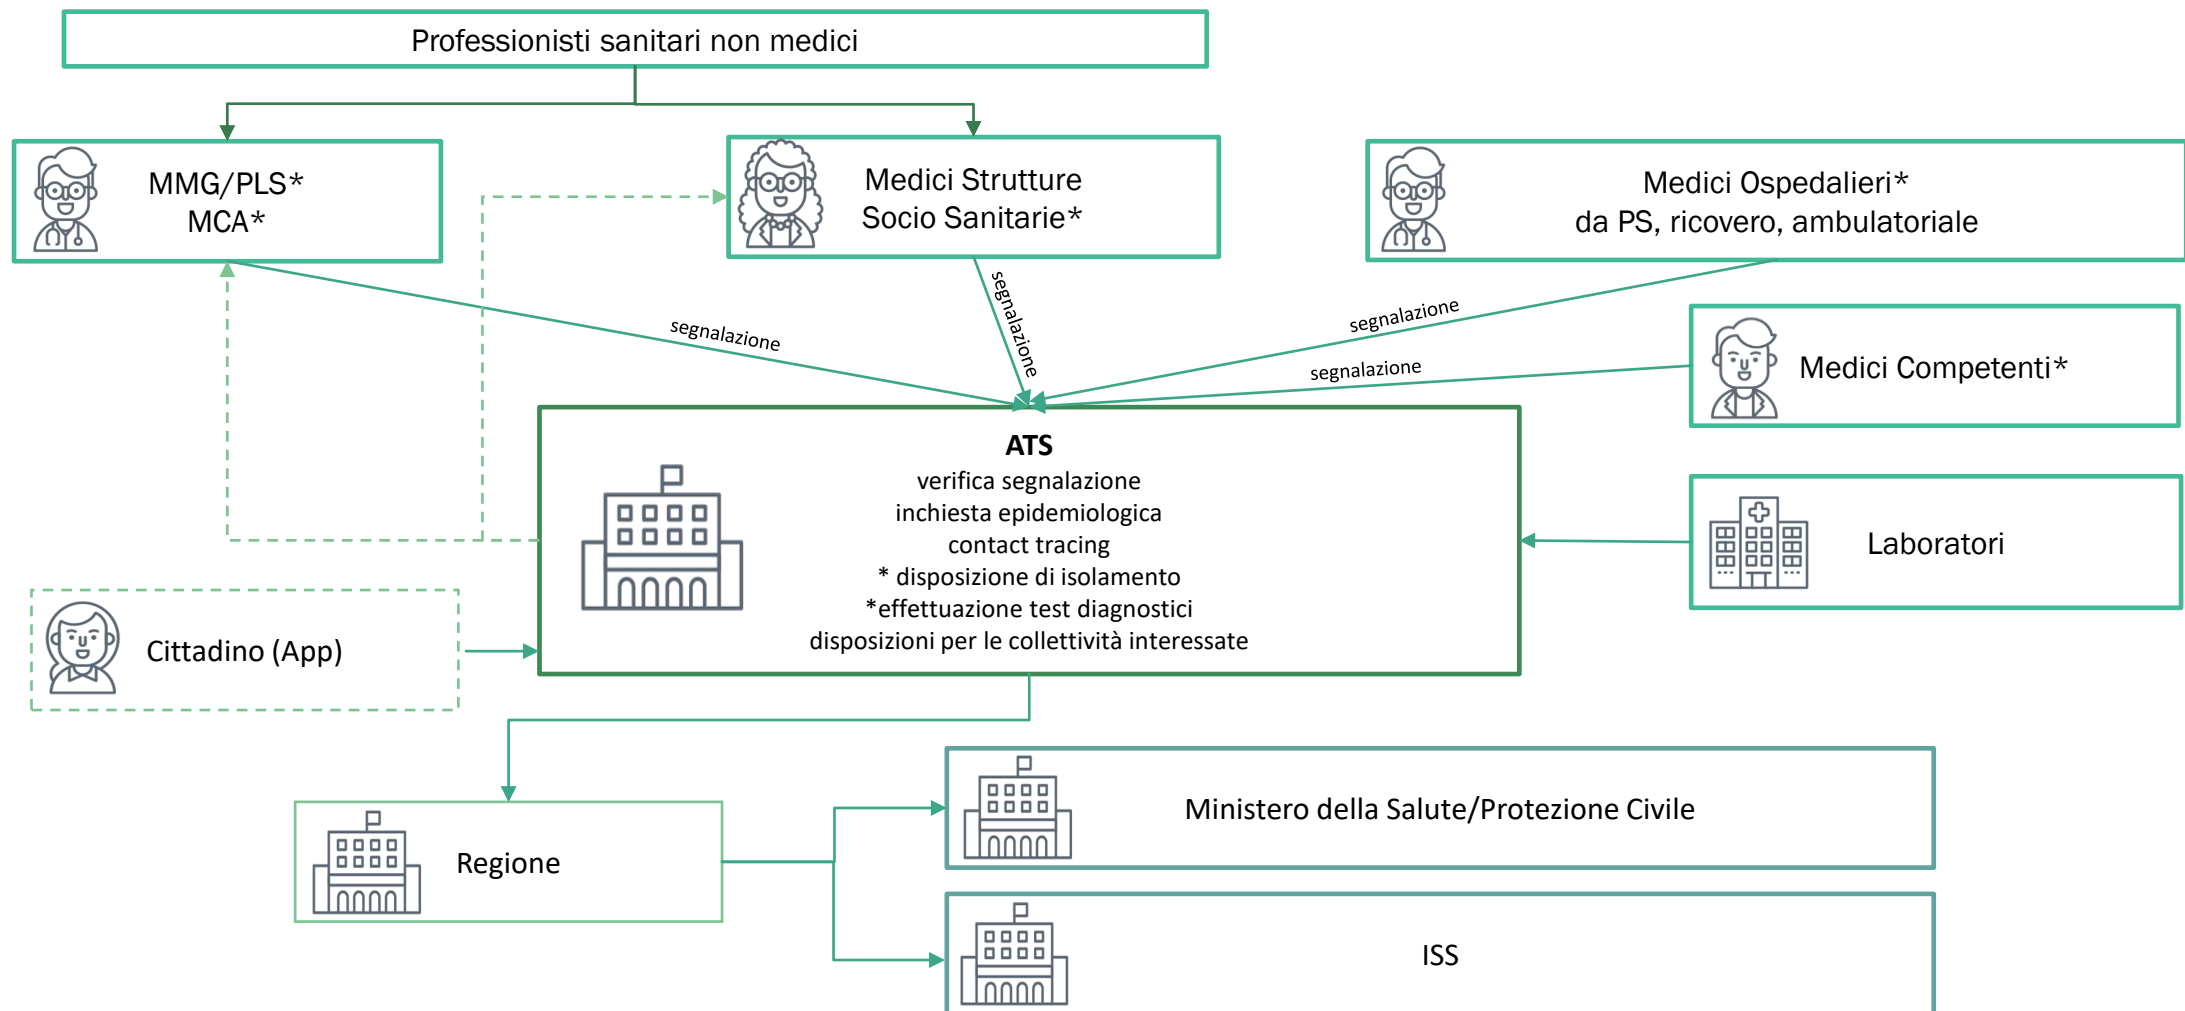 Professionisti sanitari non medici
MMG/PLS*
MCA*
Medici Strutture
Socio Sanitarie*
Medici Ospedalieri*
da PS, ricovero, ambulatoriale
segnalazione
segnalazione
segnalazione
segnalazione
Medici Competenti*
ATS
verifica segnalazione
inchiesta epidemiologica
contact tracing
* disposizione di isolamento
*effettuazione test diagnostici
disposizioni per le collettività interessate
Laboratori
Cittadino (App)
Ministero della Salute/Protezione Civile
Regione
ISS